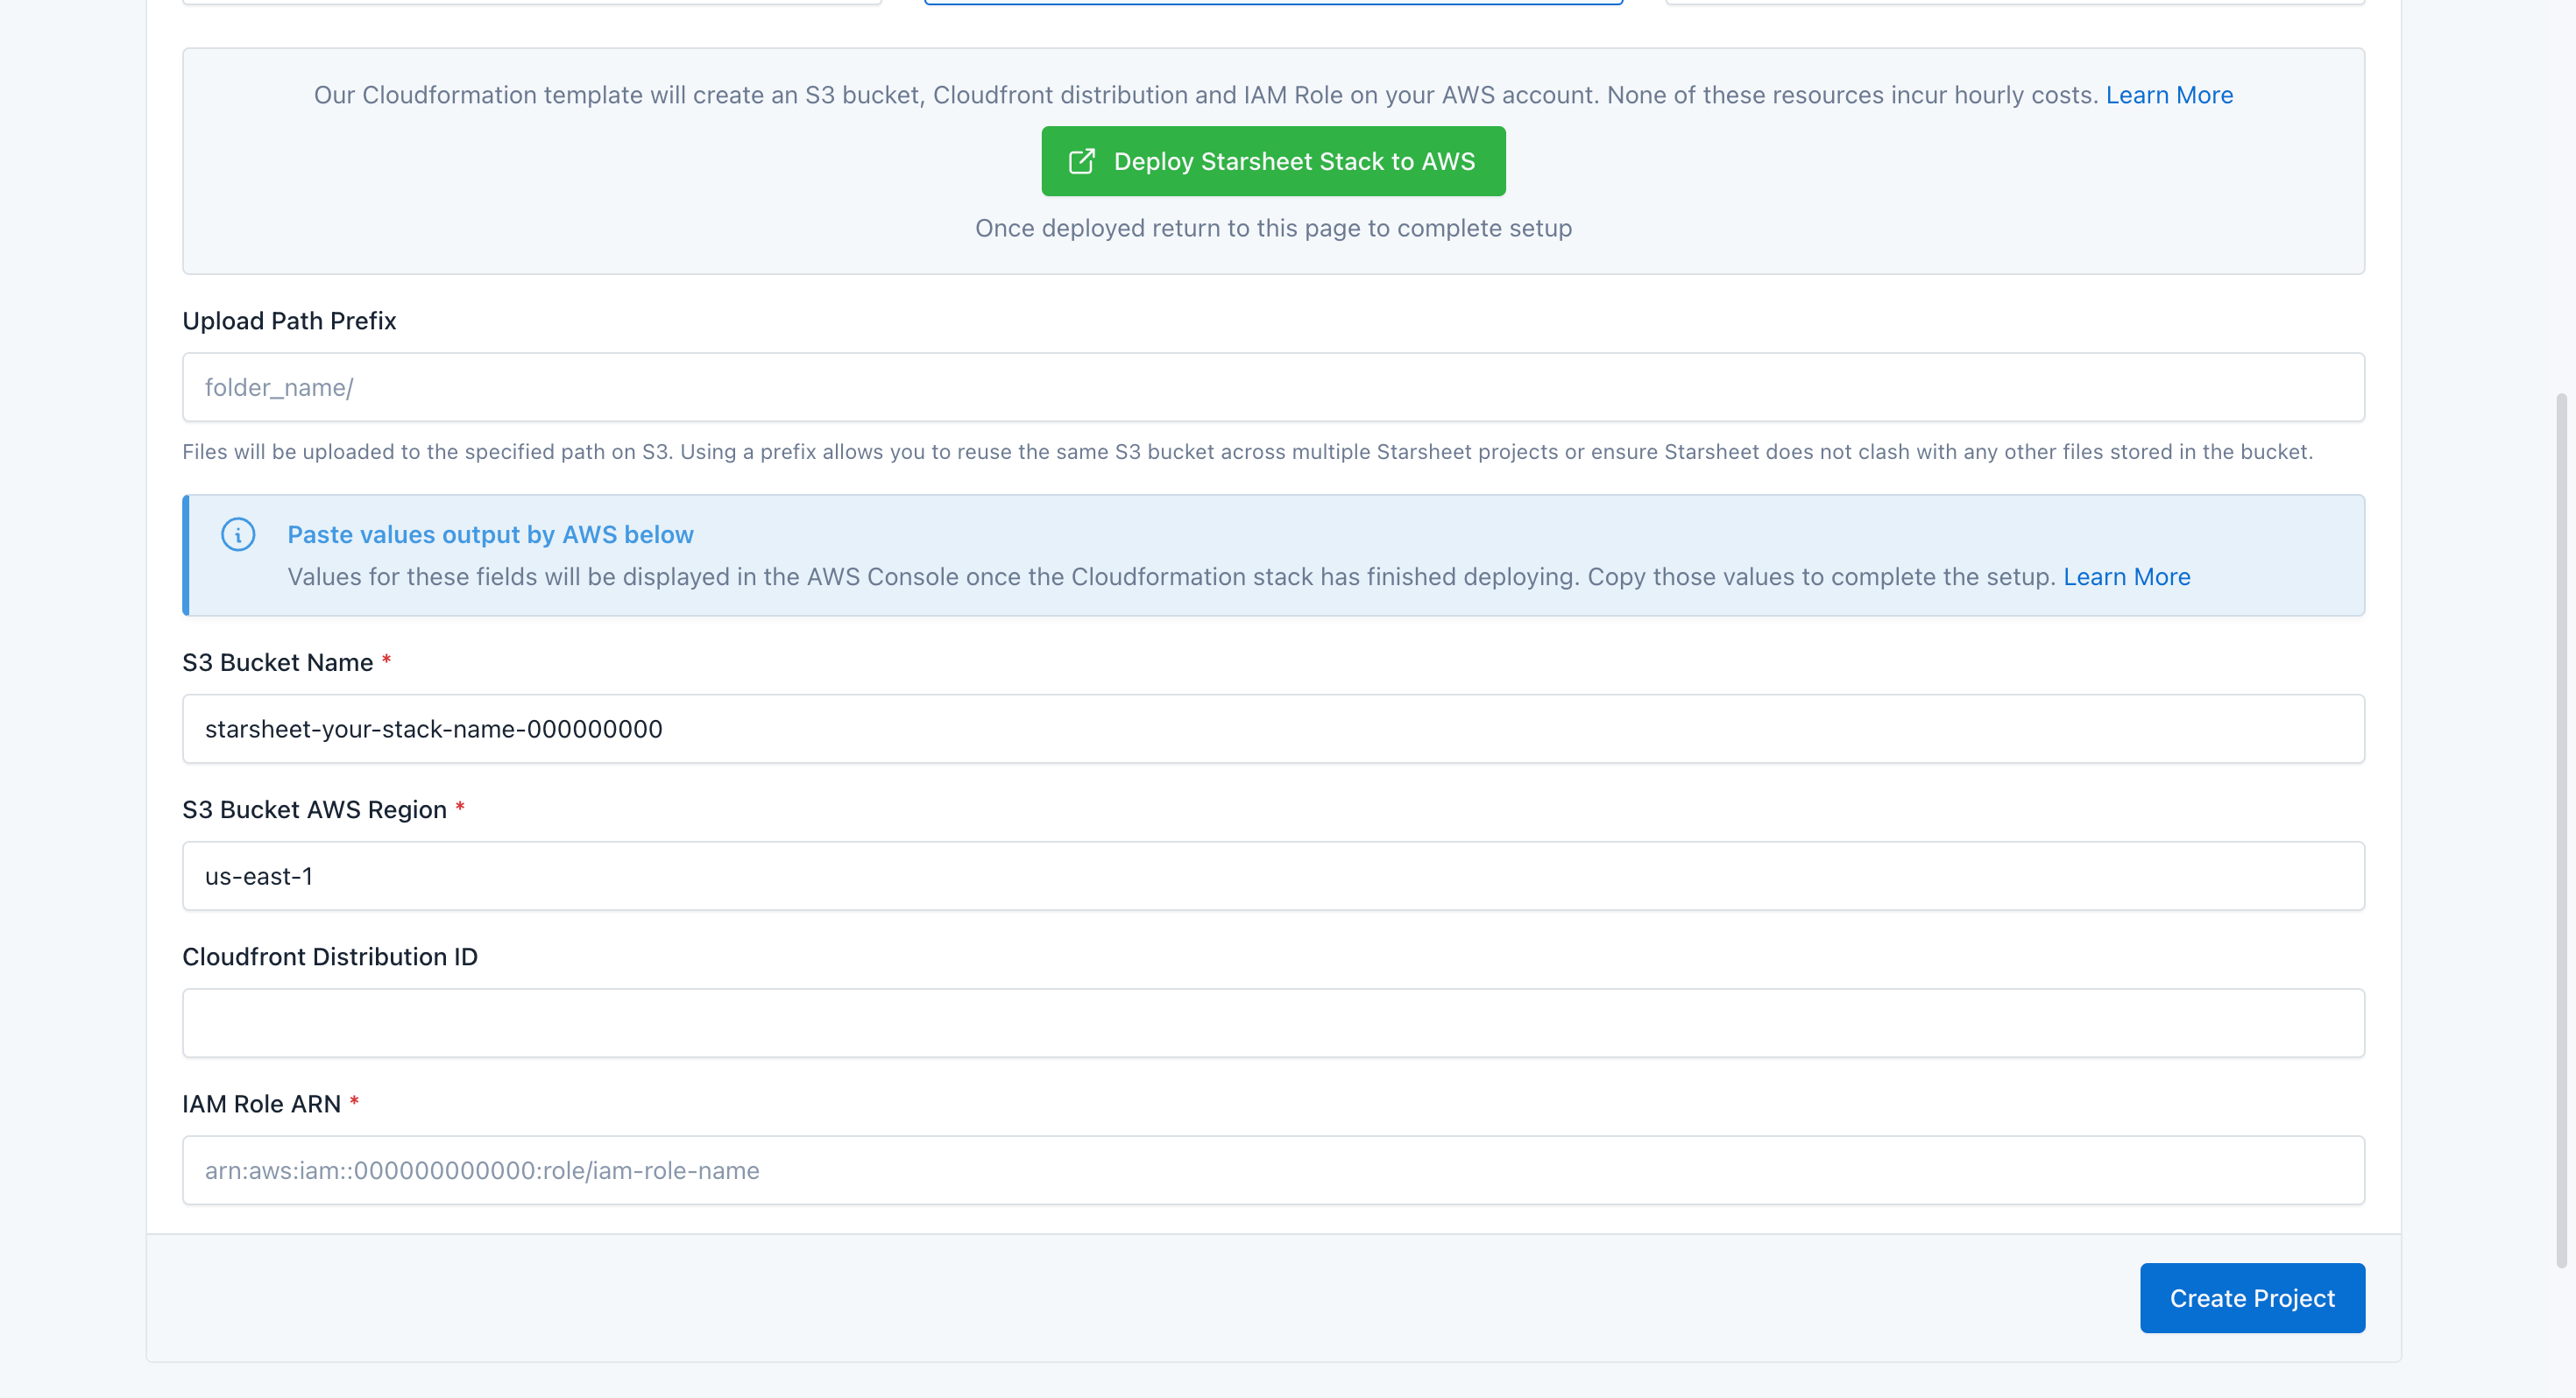 Our Cloudformation template will create an S3 bucket, Cloudfront distribution and IAM Role on your AWS account. None of these resources incur hourly costs. Learn More
Deploy Starsheet Stack to AWS
Once deployed return to this page to complete setup
Upload Path Prefix
folder_name/
Files will be uploaded to the specified path on S3. Using a prefix allows you to reuse the same S3 bucket across multiple Starsheet projects or ensure Starsheet does not clash with any other files stored in the bucket.
Paste values output by AWS below
Values for these fields will be displayed in the AWS Console once the Cloudformation stack has finished deploying. Copy those values to complete the setup. Learn More
S3 Bucket Name *
starsheet-your-stack-name-000000000
S3 Bucket AWS Region *
us-east-1
Cloudfront Distribution ID
IAM Role ARN *
arn:aws:iam::000000000000:role/iam-role-name
Create Project